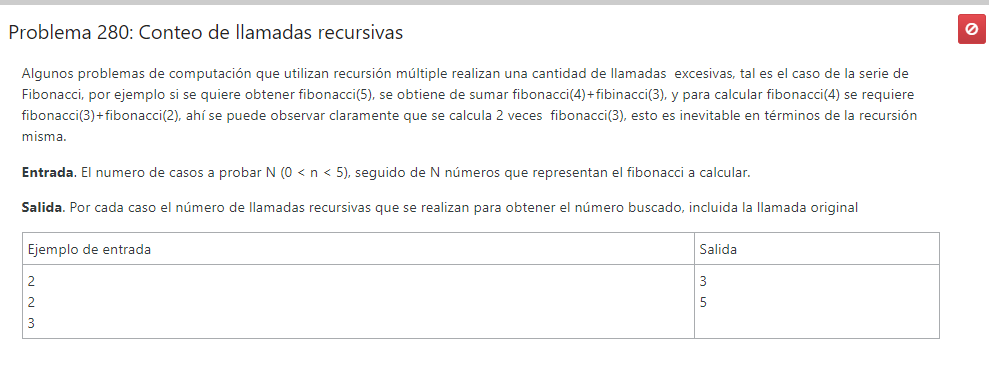 Problema 280: Conteo de llamadas recursivas
Algunos problemas de computación que utilizan recursión múltiple realizan una cantidad de llamadas excesivas, tal es el caso de la serie de
Fibonacci, por ejemplo si se quiere obtener fibonacci(5), se obtiene de sumar fibonacci(4)+fibinacci(3), y para calcular fibonacci(4) se requiere
fibonacci(3)+fibonacci(2), ahí se puede observar claramente que se calcula 2 veces fibonacci(3), esto es inevitable en términos de la recursión
misma.
Entrada. El numero de casos a probar N (0 < n < 5), seguido de N números que representan el fibonacci a calcular.
Salida. Por cada caso el número de llamadas recursivas que se realizan para obtener el número buscado, incluida la llamada original
Ejemplo de entrada Salida
2 3
2 5
3